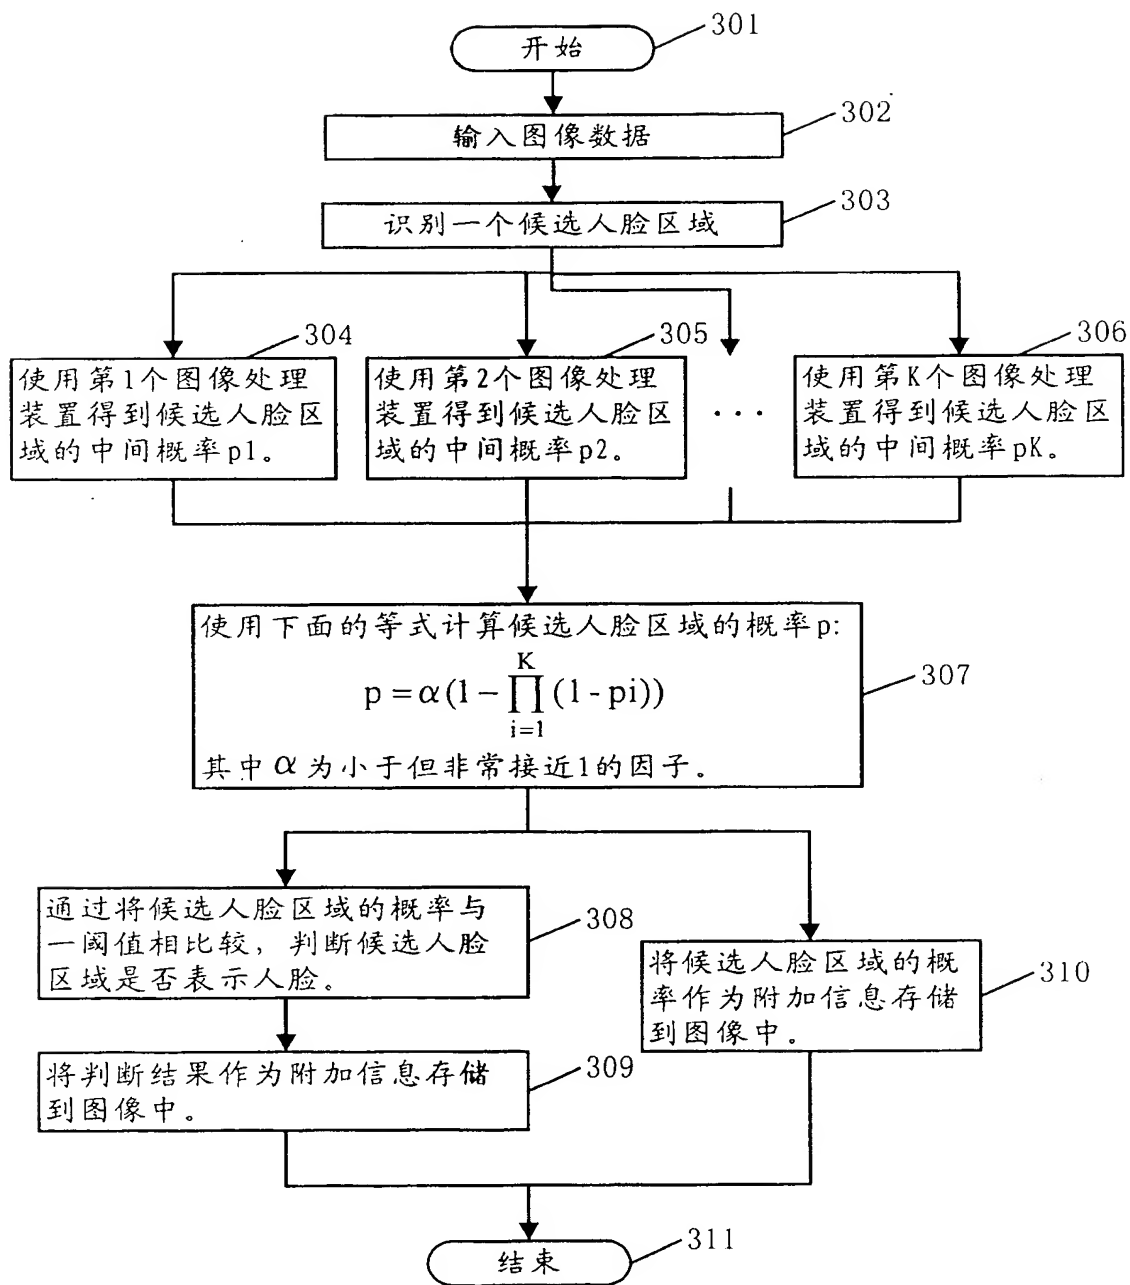 开始
301
输入图像数据
302
识别一个候选人脸区域
303
304
使用第1个图像处理
装置得到候选人脸区
域的中间概率p1。
305
使用第2个图像处理
装置得到候选人脸区
域的中间概率p2。
···
306
使用第K个图像处理
装置得到候选人脸区
域的中间概率pK。
使用下面的等式计算候选人脸区域的概率p:
p = α(1 - ∏_{i=1}^{K} (1 - pi))
其中α为小于但非常接近1的因子。
307
通过将候选人脸区域的概率与
一阈值相比较，判断候选人脸
区域是否表示人脸。
308
将判断结果作为附加信息存储
到图像中。
309
将候选人脸区域的概
率作为附加信息存储
到图像中。
310
结束
311